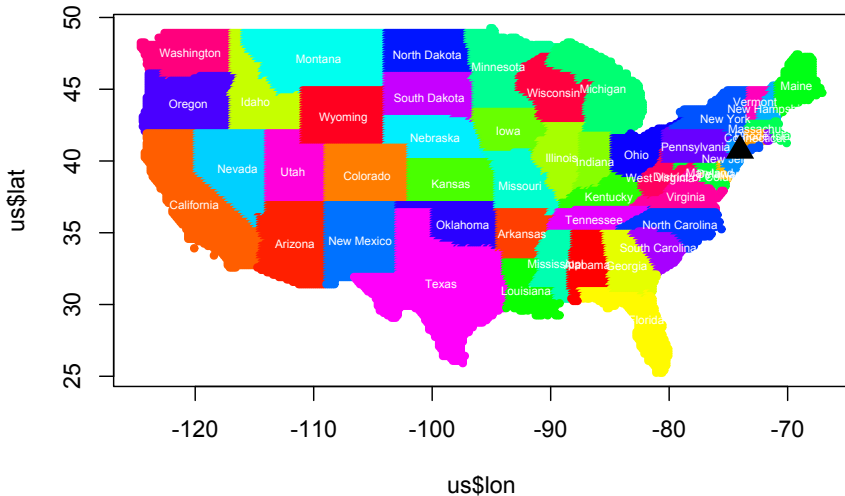 50
45
40
35
30
25
us$lat
Washington
Montana
North Dakota
Minnesota
Michigan
Maine
Oregon
Idaho
Wyoming
South Dakota
Wisconsin
Vermont
New Hampshire
New York
Nebraska
Iowa
Illinois
Indiana
Ohio
Pennsylvania
Nevada
Utah
Colorado
Kansas
Missouri
West Virginia
Virginia
Kentucky
California
Arizona
New Mexico
Oklahoma
Arkansas
Tennessee
North Carolina
South Carolina
Texas
Louisiana
Mississippi
Alabama
Georgia
Florida
-120
-110
-100
-90
-80
-70
us$lon